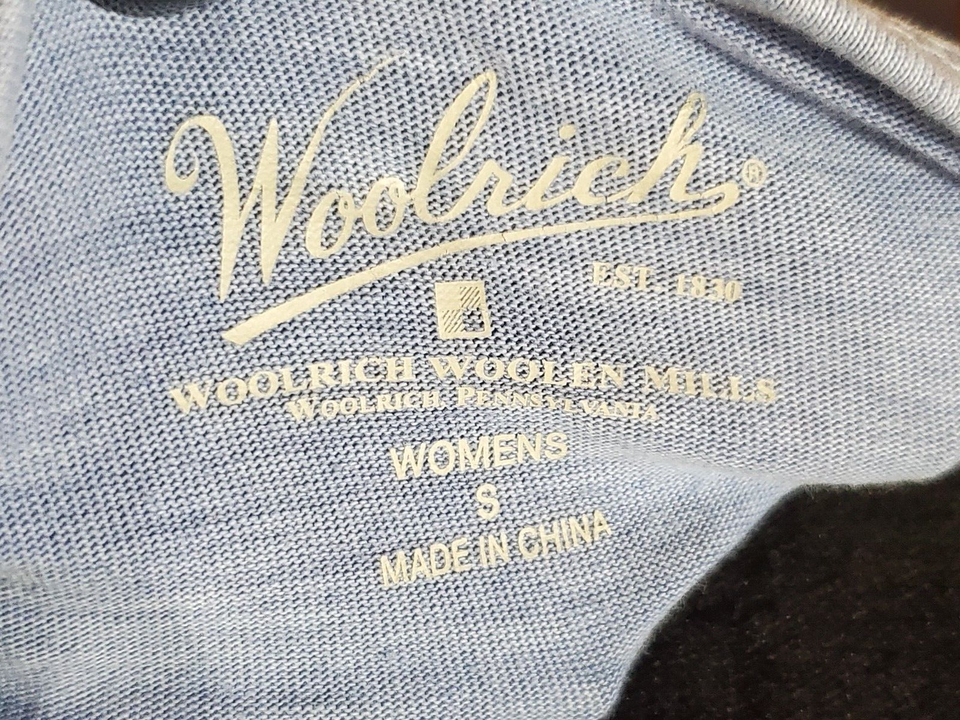 Woolrich®
EST. 1830
WOOLRICH WOOLEN MILLS
WOOLRICH, PENNSYLVANIA
WOMENS
S
MADE IN CHINA